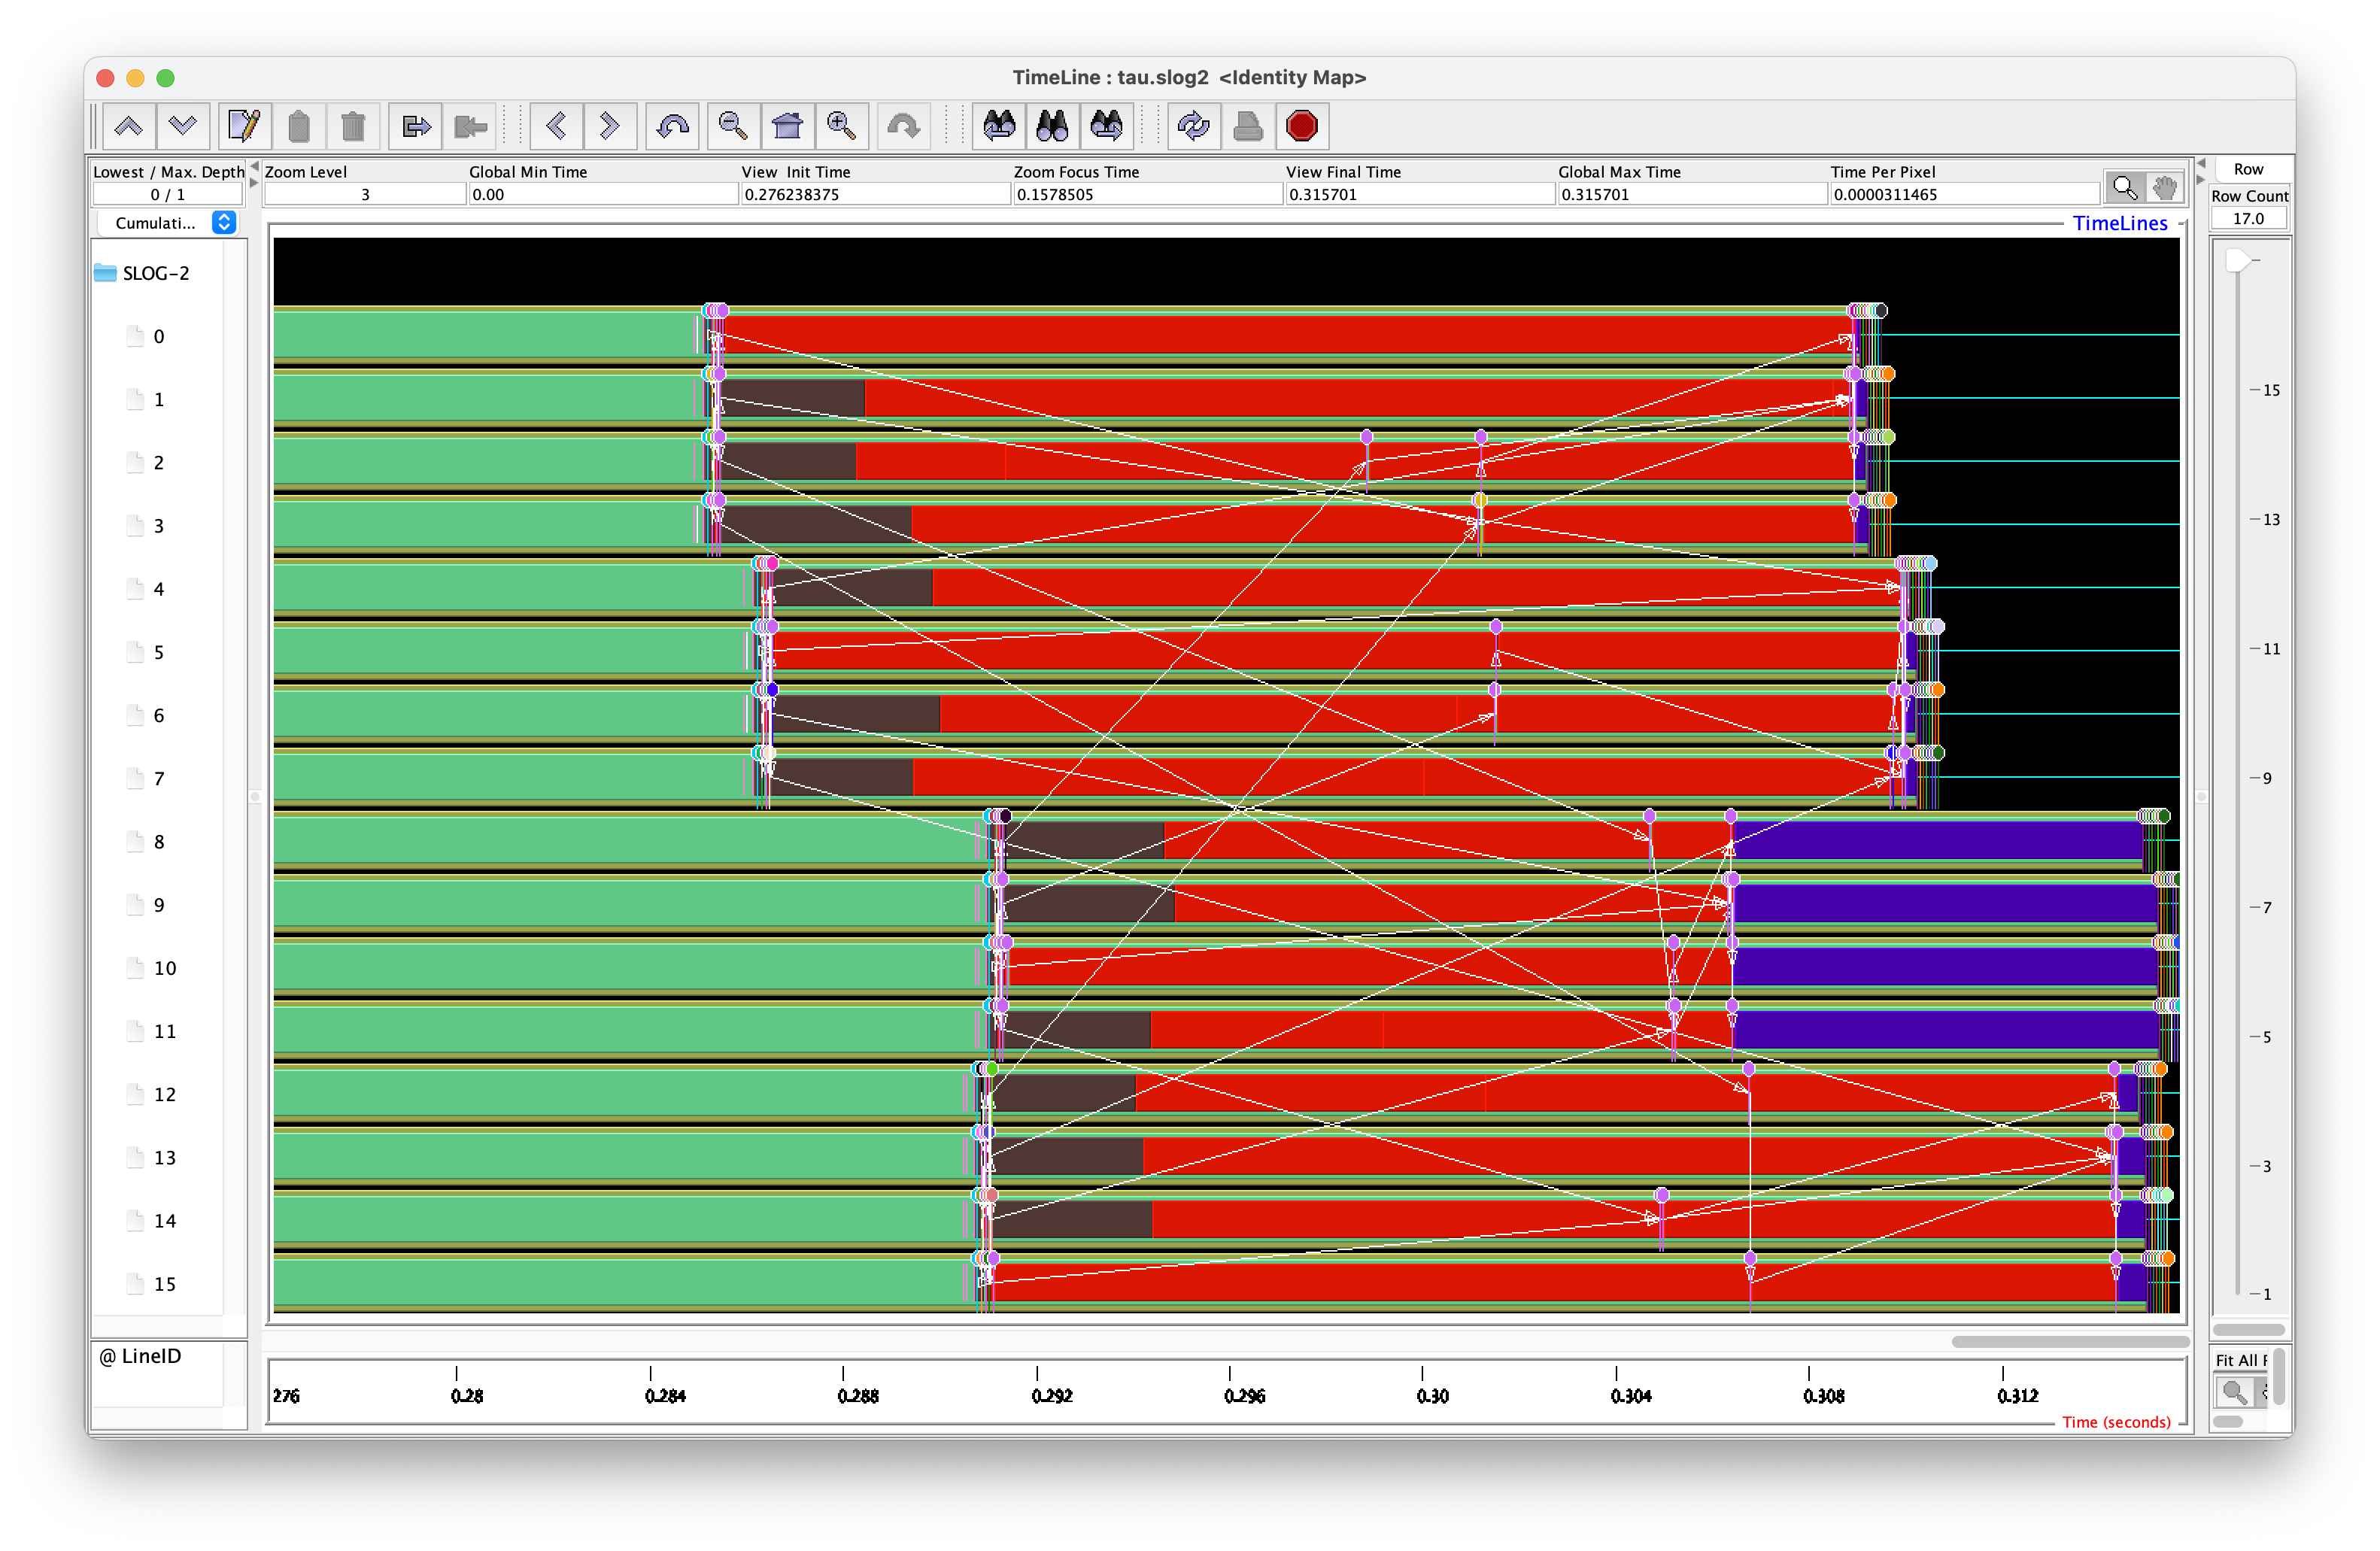 TimeLine : tau.slog2 <Identity Map>
Lowest / Max. Depth Zoom Level Global Min Time View Init Time Zoom Focus Time View Final Time Global Max Time Time Per Pixel Row
0 / 1 3 0.00 0.276238375 0.1578505 0.315701 0.315701 0.0000311465 Row Count
Cumulati... TimeLines 17.0
SLOG-2
0
1
15
2
3
13
4
5
11
6
7
9
8
9
7
10
11
5
12
13
3
14
15
1
@ LineID
Fit All
276 0.28 0.284 0.288 0.292 0.296 0.30 0.304 0.308 0.312
Time (seconds)